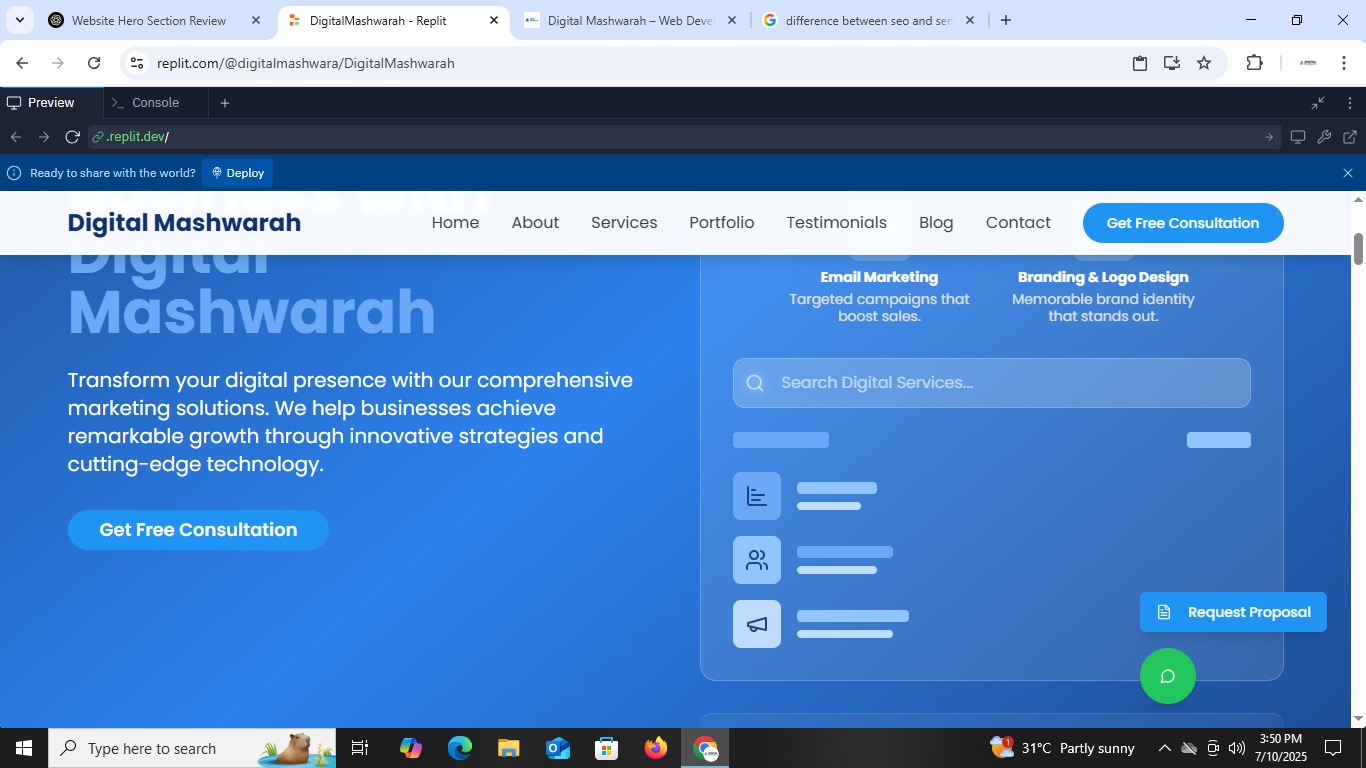 Website Hero Section Review
DigitalMashwarah - Replit
Digital Mashwarah – Web Deve
difference between seo and sem
replit.com/@digitalmashwara/DigitalMashwarah
Preview
Console
.replit.dev/
Ready to share with the world?
Deploy
Digital Mashwarah
Home
About
Services
Portfolio
Testimonials
Blog
Contact
Get Free Consultation
Digital
Mashwarah
Transform your digital presence with our comprehensive
marketing solutions. We help businesses achieve
remarkable growth through innovative strategies and
cutting-edge technology.
Get Free Consultation
Email Marketing
Targeted campaigns that
boost sales.
Branding & Logo Design
Memorable brand identity
that stands out.
Search Digital Services...
Request Proposal
Type here to search
31°C Partly sunny
3:50 PM
7/10/2025